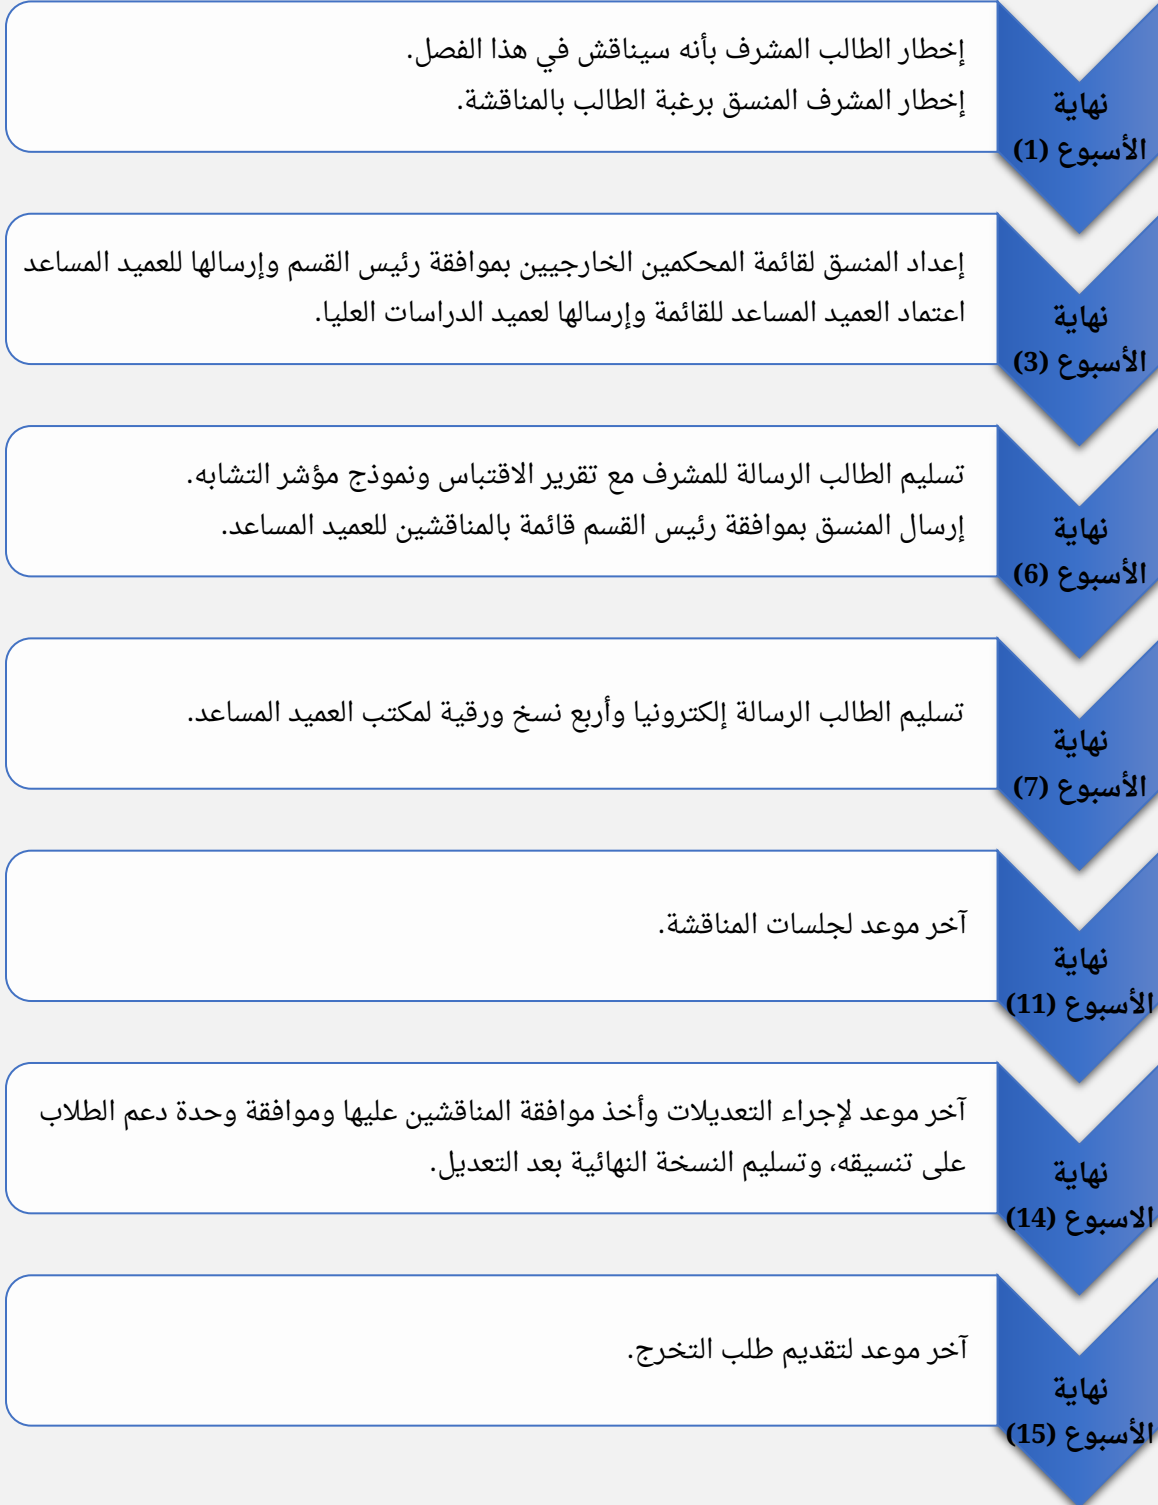 نهاية
الأسبوع (1)
إخطار الطالب المشرف بأنه سيناقش في هذا الفصل.
إخطار المشرف المنسق برغبة الطالب بالمناقشة.
نهاية
الأسبوع (3)
إعداد المنسق لقائمة المحكمين الخارجيين بموافقة رئيس القسم وإرسالها للعميد المساعد
اعتماد العميد المساعد للقائمة وإرسالها لعميد الدراسات العليا.
نهاية
الأسبوع (6)
تسليم الطالب الرسالة للمشرف مع تقرير الاقتباس ونموذج مؤشر التشابه.
إرسال المنسق بموافقة رئيس القسم قائمة بالمناقشين للعميد المساعد.
نهاية
الأسبوع (7)
تسليم الطالب الرسالة إلكترونيا وأربع نسخ ورقية لمكتب العميد المساعد.
نهاية
الأسبوع (11)
آخر موعد لجلسات المناقشة.
نهاية
الاسبوع (14)
آخر موعد لإجراء التعديلات وأخذ موافقة المناقشين عليها وموافقة وحدة دعم الطلاب
على تنسيقه، وتسليم النسخة النهائية بعد التعديل.
نهاية
الأسبوع (15)
آخر موعد لتقديم طلب التخرج.